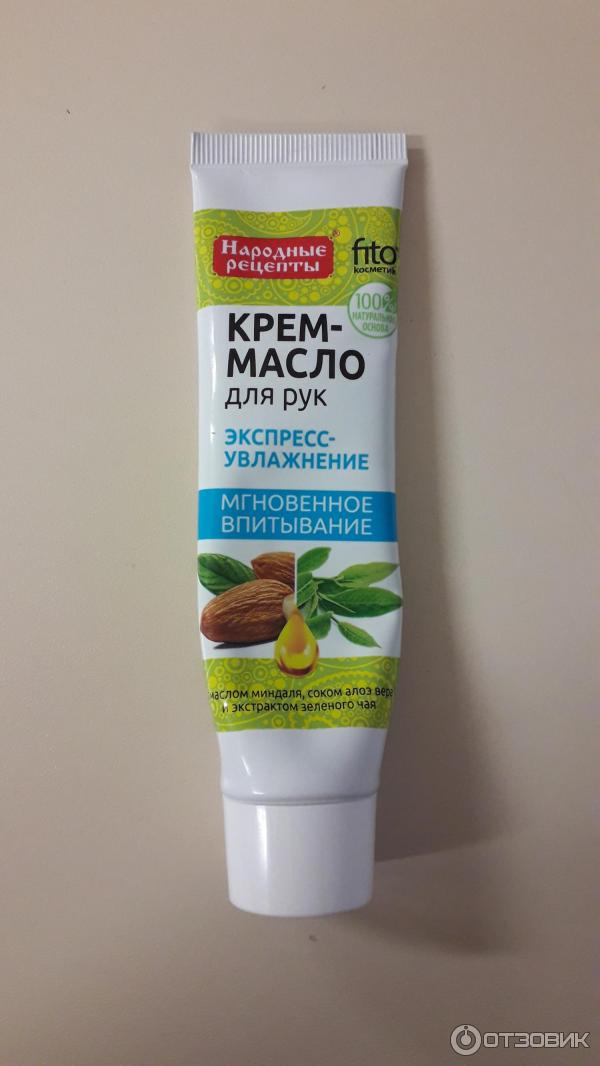 Народные
рецепты®
fito
косметик
100%
НАТУРАЛЬНАЯ
ОСНОВА
КРЕМ-
МАСЛО
для рук
ЭКСПРЕСС-
УВЛАЖНЕНИЕ
МГНОВЕННОЕ
ВПИТЫВАНИЕ
маслом миндаля, соком алоэ вера
и экстрактом зеленого чая
ОТЗОВИК